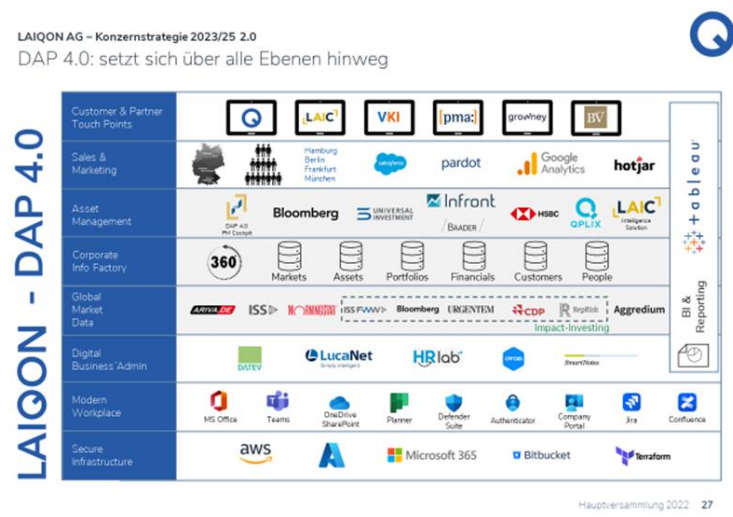 LAIQON AG – Konzernstrategie 2023/25 2.0
DAP 4.0: setzt sich über alle Ebenen hinweg
LAIQON - DAP 4.0
Customer & Partner
Touch Points
Q
LAIC
VKI
[pma:]
growney
BV
Sales &
Marketing
Hamburg
Berlin
Frankfurt
München
salesforce
pardot
Google
Analytics
hotjar
Asset
Management
DAP 4.0
PM Cockpit
Bloomberg
UNIVERSAL
INVESTMENT
Infront
/BAADER/
HSBC
QPLIX
LAIC
Intelligence
Solution
Corporate
Info Factory
360°
Markets
Assets
Portfolios
Financials
Customers
People
Global
Market
Data
ARIVA.DE
ISS
MORNINGSTAR
ISS FWW
Bloomberg
URGENTEM
CDP
RepRisk
Aggredium
Impact-Investing
Digital
Business Admin
DATEV
LucaNet
Simply intelligent
HRlab
SmartNotes
Modern
Workplace
MS Office
Teams
OneDrive
SharePoint
Planner
Defender
Suite
Authenticator
Company
Portal
Jira
Confluence
Secure
Infrastructure
aws
Microsoft 365
Bitbucket
Terraform
+ a b l e a u
BI &
Reporting
Hauptversammlung 2022 27